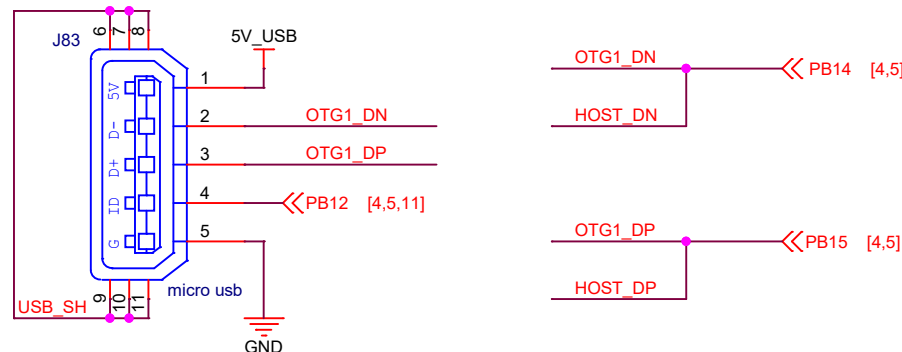 6 7 8
J83
5V_USB
OTG1_DN
PB14 [4,5]
1
5V
HOST_DN
2
OTG1_DN
D-
3
OTG1_DP
D+
4
PB12 [4,5,11]
ID
5
G
OTG1_DP
PB15 [4,5]
HOST_DP
micro usb
USB_SH
9 10 11
GND